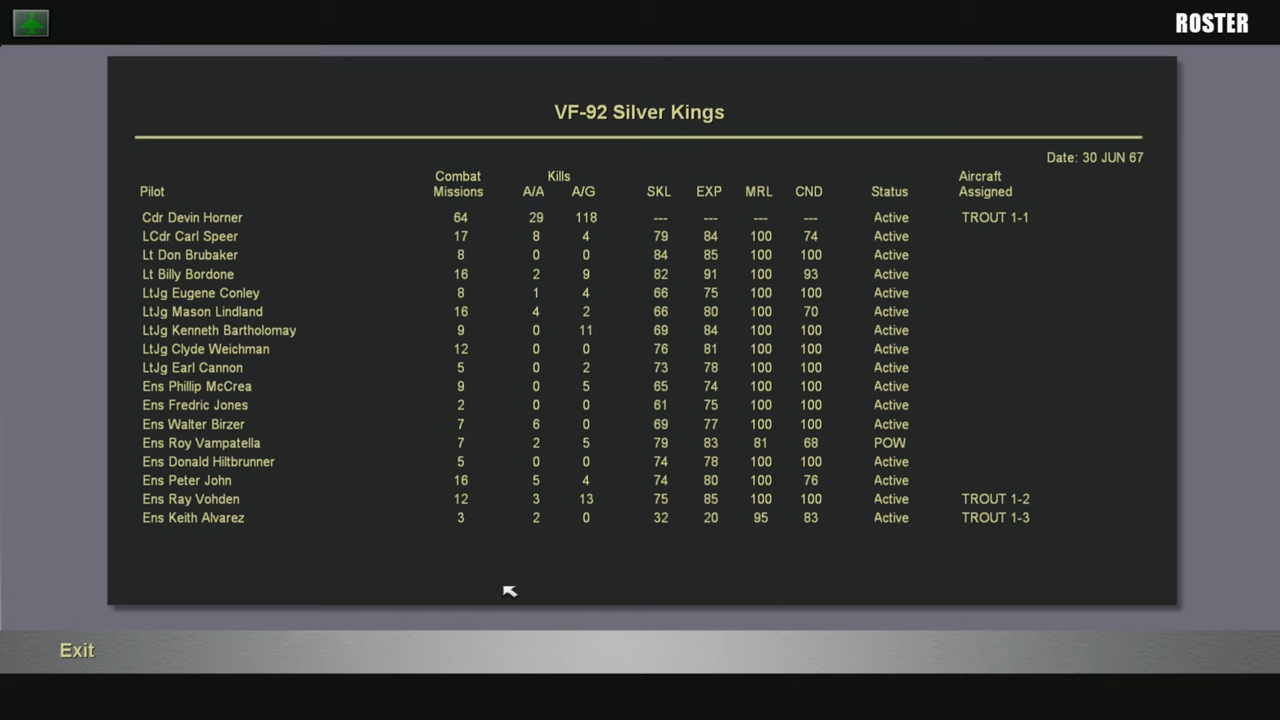 ROSTER
VF-92 Silver Kings
Date: 30 JUN 67
Combat Kills Aircraft
Pilot Missions A/A A/G SKL EXP MRL CND Status Assigned
Cdr Devin Horner 64 29 118 --- --- --- --- Active TROUT 1-1
LCdr Carl Speer 17 8 4 79 84 100 74 Active
Lt Don Brubaker 8 0 0 84 85 100 100 Active
Lt Billy Bordone 16 2 9 82 91 100 93 Active
LtJg Eugene Conley 8 1 4 66 75 100 100 Active
LtJg Mason Lindland 16 4 2 66 80 100 70 Active
LtJg Kenneth Bartholomay 9 0 11 69 84 100 100 Active
LtJg Clyde Weichman 12 0 0 76 81 100 100 Active
LtJg Earl Cannon 5 0 2 73 78 100 100 Active
Ens Phillip McCrea 9 0 5 65 74 100 100 Active
Ens Fredric Jones 2 0 0 61 75 100 100 Active
Ens Walter Birzer 7 6 0 69 77 100 100 Active
Ens Roy Vampatella 7 2 5 79 83 81 68 POW
Ens Donald Hiltbrunner 5 0 0 74 78 100 100 Active
Ens Peter John 16 5 4 74 80 100 76 Active
Ens Ray Vohden 12 3 13 75 85 100 100 Active TROUT 1-2
Ens Keith Alvarez 3 2 0 32 20 95 83 Active TROUT 1-3
Exit